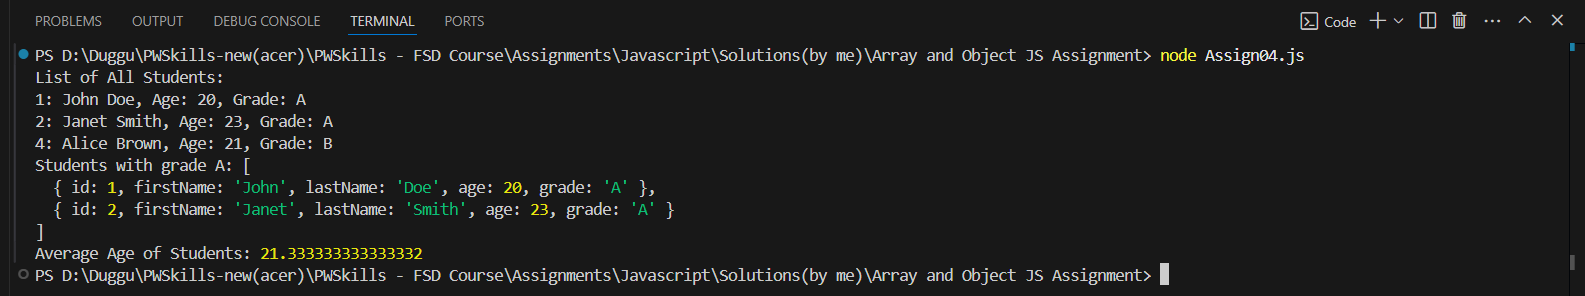 PROBLEMS OUTPUT DEBUG CONSOLE TERMINAL PORTS Code
PS D:\Duggu\PWSkills-new(acer)\PWSkills - FSD Course\Assignments\Javascript\Solutions(by me)\Array and Object JS Assignment> node Assign04.js
List of All Students:
1: John Doe, Age: 20, Grade: A
2: Janet Smith, Age: 23, Grade: A
4: Alice Brown, Age: 21, Grade: B
Students with grade A: [
  { id: 1, firstName: 'John', lastName: 'Doe', age: 20, grade: 'A' },
  { id: 2, firstName: 'Janet', lastName: 'Smith', age: 23, grade: 'A' }
]
Average Age of Students: 21.333333333333332
PS D:\Duggu\PWSkills-new(acer)\PWSkills - FSD Course\Assignments\Javascript\Solutions(by me)\Array and Object JS Assignment>